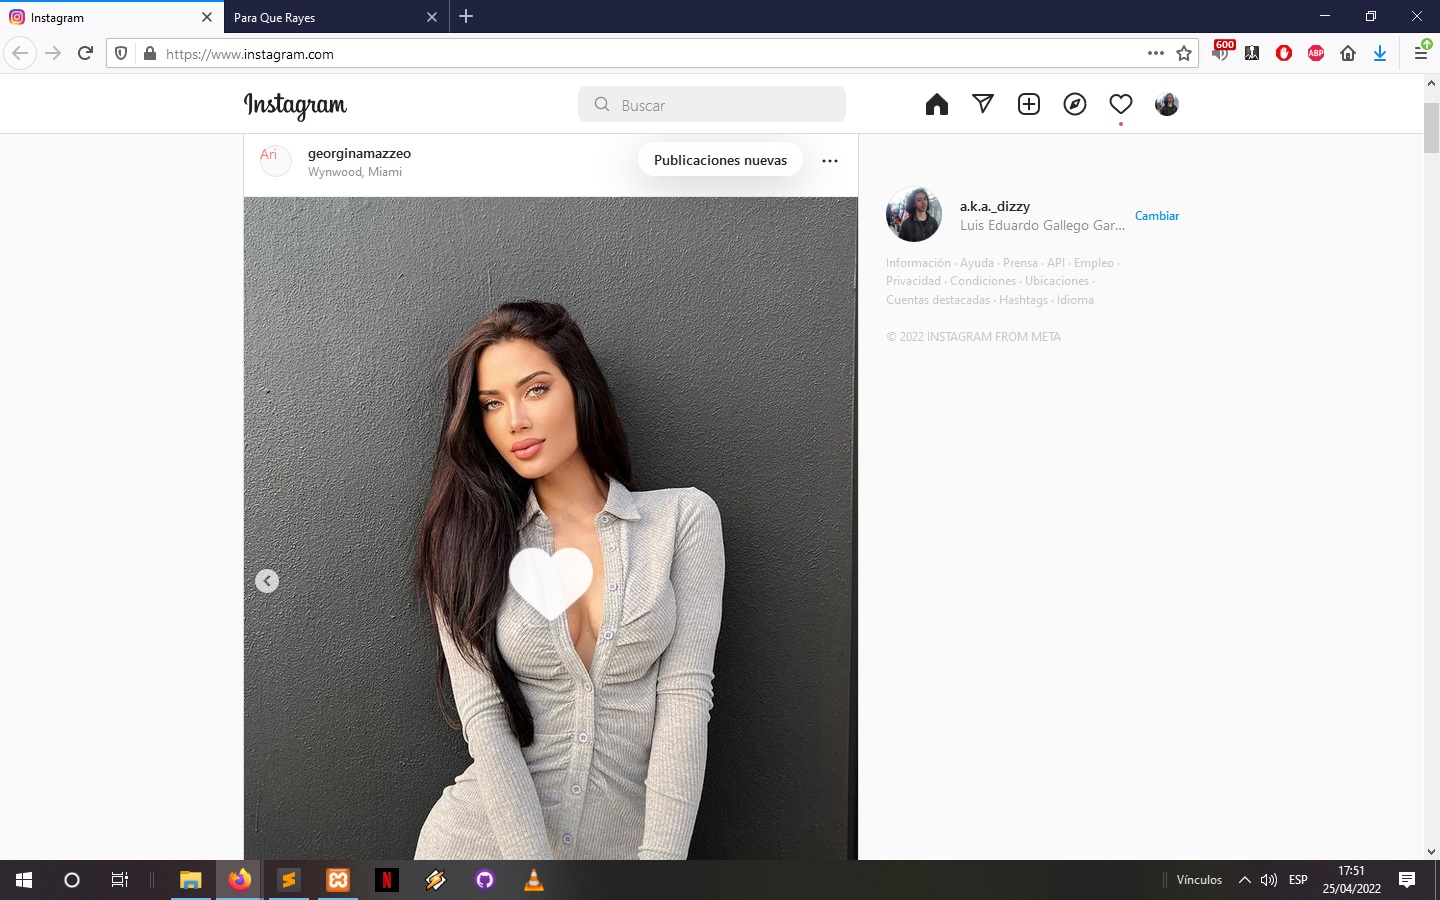 Instagram
Para Que Rayes
https://www.instagram.com
600
ABP
Instagram
Buscar
Ari
georginamazzeo
Wynwood, Miami
Publicaciones nuevas
a.k.a._dizzy
Luis Eduardo Gallego Gar...
Cambiar
Información · Ayuda · Prensa · API · Empleo ·
Privacidad · Condiciones · Ubicaciones ·
Cuentas destacadas · Hashtags · Idioma
© 2022 INSTAGRAM FROM META
N
Vínculos
ESP
17:51
25/04/2022